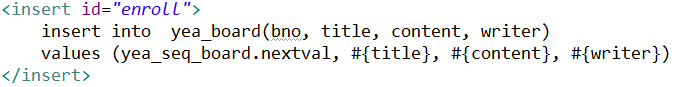 <insert id="enroll">
    insert into  yea_board(bno, title, content, writer)
    values (yea_seq_board.nextval, #{title}, #{content}, #{writer})
</insert>